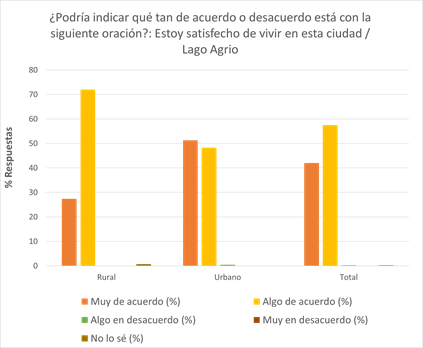 ¿Podría indicar qué tan de acuerdo o desacuerdo está con la
siguiente oración?: Estoy satisfecho de vivir en esta ciudad /
Lago Agrio
% Respuestas
80
70
60
50
40
30
20
10
0
Rural Urbano Total
Muy de acuerdo (%) Algo de acuerdo (%)
Algo en desacuerdo (%) Muy en desacuerdo (%)
No lo sé (%)